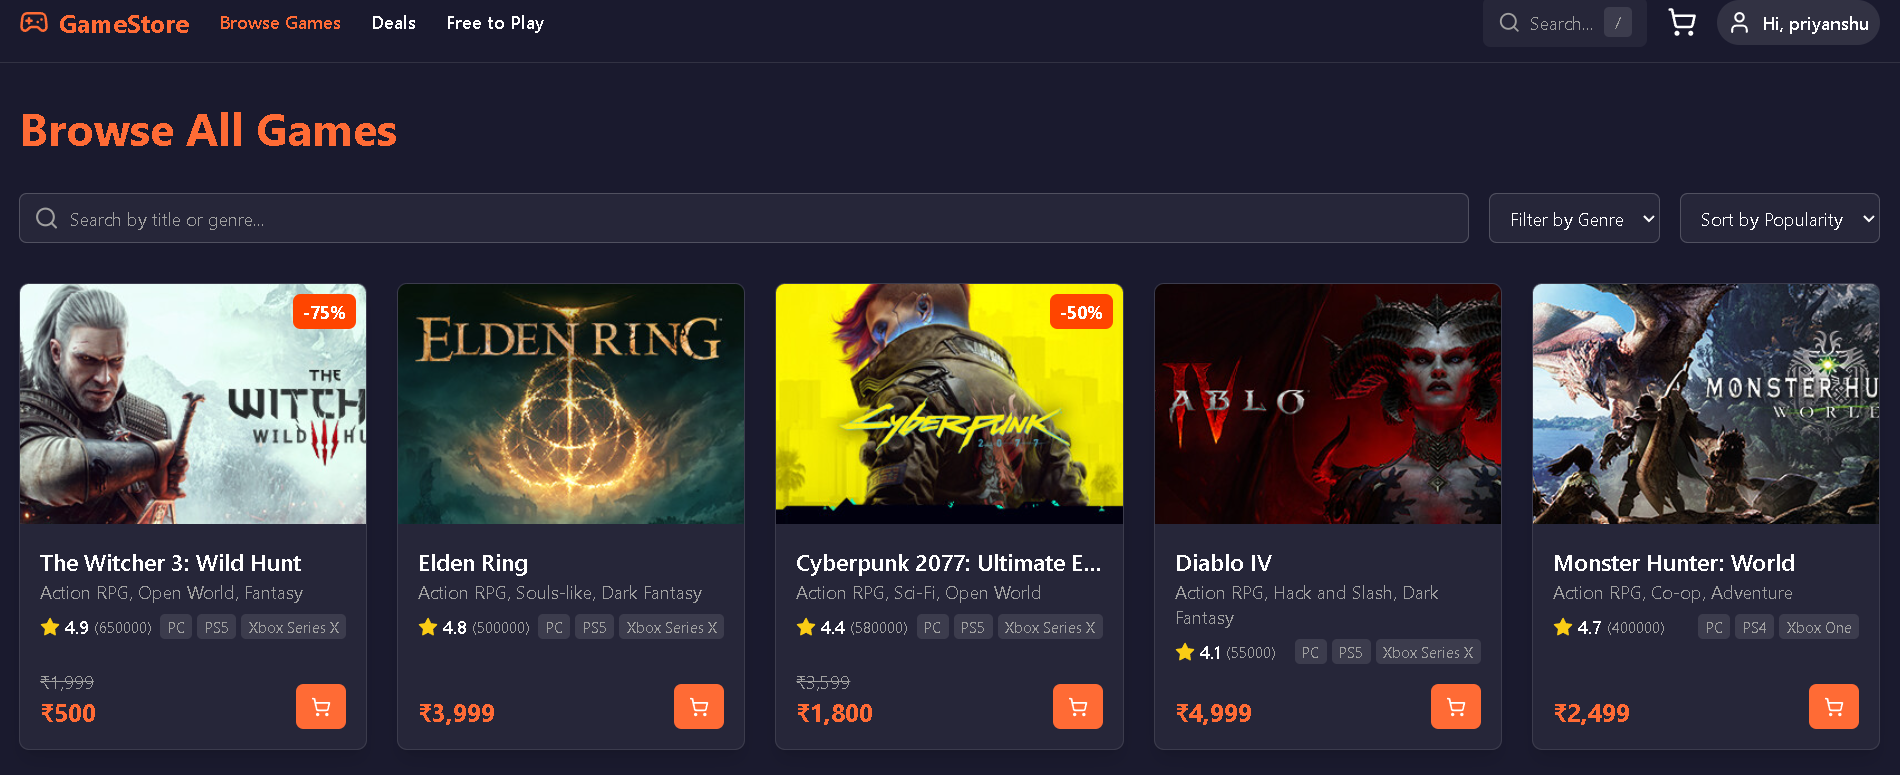 GameStore Browse Games Deals Free to Play Search... / Hi, priyanshu
Browse All Games
Search by title or genre... Filter by Genre Sort by Popularity
-75%
THE
WITCH
WILD HU
ELDEN RING
-50%
Cyberpunk
2077
IV
ABLO
MONSTER HU
WORL
The Witcher 3: Wild Hunt
Action RPG, Open World, Fantasy
4.9 (650000) PC PS5 Xbox Series X
₹1,999
₹500
Elden Ring
Action RPG, Souls-like, Dark Fantasy
4.8 (500000) PC PS5 Xbox Series X
₹3,999
Cyberpunk 2077: Ultimate E...
Action RPG, Sci-Fi, Open World
4.4 (580000) PC PS5 Xbox Series X
₹3,599
₹1,800
Diablo IV
Action RPG, Hack and Slash, Dark
Fantasy
4.1 (55000) PC PS5 Xbox Series X
₹4,999
Monster Hunter: World
Action RPG, Co-op, Adventure
4.7 (400000) PC PS4 Xbox One
₹2,499